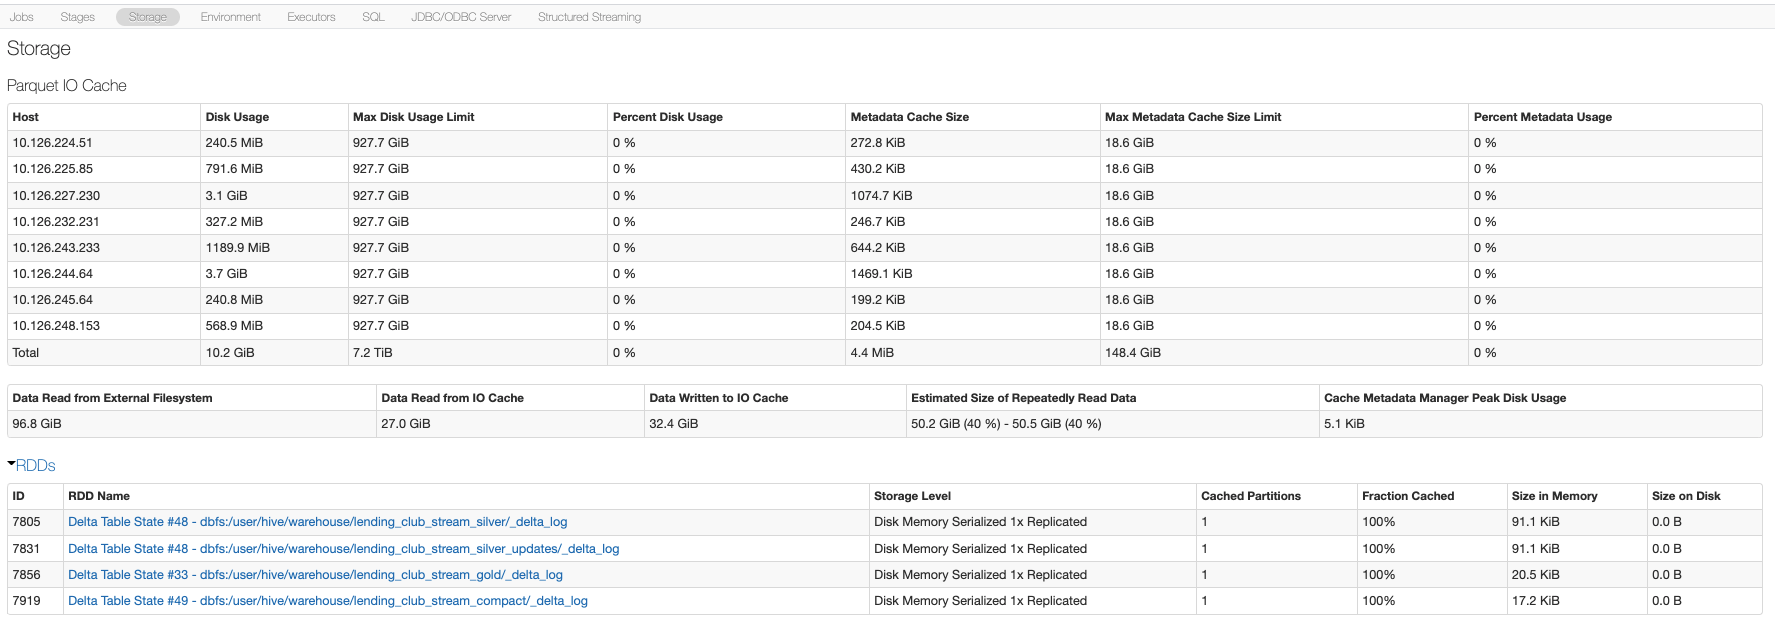 Jobs Stages Storage Environment Executors SQL JDBC/ODBC Server Structured Streaming
Storage
Parquet IO Cache
Host Disk Usage Max Disk Usage Limit Percent Disk Usage Metadata Cache Size Max Metadata Cache Size Limit Percent Metadata Usage
10.126.224.51 240.5 MiB 927.7 GiB 0 % 272.8 KiB 18.6 GiB 0 %
10.126.225.85 791.6 MiB 927.7 GiB 0 % 430.2 KiB 18.6 GiB 0 %
10.126.227.230 3.1 GiB 927.7 GiB 0 % 1074.7 KiB 18.6 GiB 0 %
10.126.232.231 327.2 MiB 927.7 GiB 0 % 246.7 KiB 18.6 GiB 0 %
10.126.243.233 1189.9 MiB 927.7 GiB 0 % 644.2 KiB 18.6 GiB 0 %
10.126.244.64 3.7 GiB 927.7 GiB 0 % 1469.1 KiB 18.6 GiB 0 %
10.126.245.64 240.8 MiB 927.7 GiB 0 % 199.2 KiB 18.6 GiB 0 %
10.126.248.153 568.9 MiB 927.7 GiB 0 % 204.5 KiB 18.6 GiB 0 %
Total 10.2 GiB 7.2 TiB 0 % 4.4 MiB 148.4 GiB 0 %
Data Read from External Filesystem Data Read from IO Cache Data Written to IO Cache Estimated Size of Repeatedly Read Data Cache Metadata Manager Peak Disk Usage
96.8 GiB 27.0 GiB 32.4 GiB 50.2 GiB (40 %) - 50.5 GiB (40 %) 5.1 KiB
RDDs
ID RDD Name Storage Level Cached Partitions Fraction Cached Size in Memory Size on Disk
7805 Delta Table State #48 - dbfs:/user/hive/warehouse/lending_club_stream_silver/_delta_log Disk Memory Serialized 1x Replicated 1 100% 91.1 KiB 0.0 B
7831 Delta Table State #48 - dbfs:/user/hive/warehouse/lending_club_stream_silver_updates/_delta_log Disk Memory Serialized 1x Replicated 1 100% 91.1 KiB 0.0 B
7856 Delta Table State #33 - dbfs:/user/hive/warehouse/lending_club_stream_gold/_delta_log Disk Memory Serialized 1x Replicated 1 100% 20.5 KiB 0.0 B
7919 Delta Table State #49 - dbfs:/user/hive/warehouse/lending_club_stream_compact/_delta_log Disk Memory Serialized 1x Replicated 1 100% 17.2 KiB 0.0 B